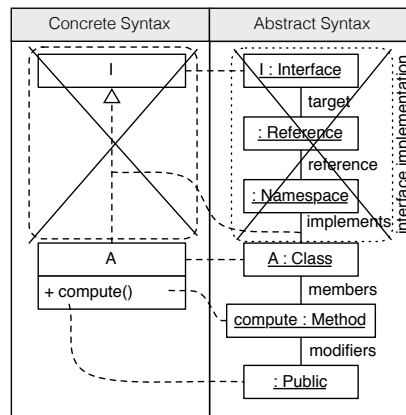 Concrete Syntax
Abstract Syntax
I
I : Interface
target
: Reference
reference
: Namespace
implements
interface implementation
A
A : Class
+ compute()
members
compute : Method
modifiers
: Public